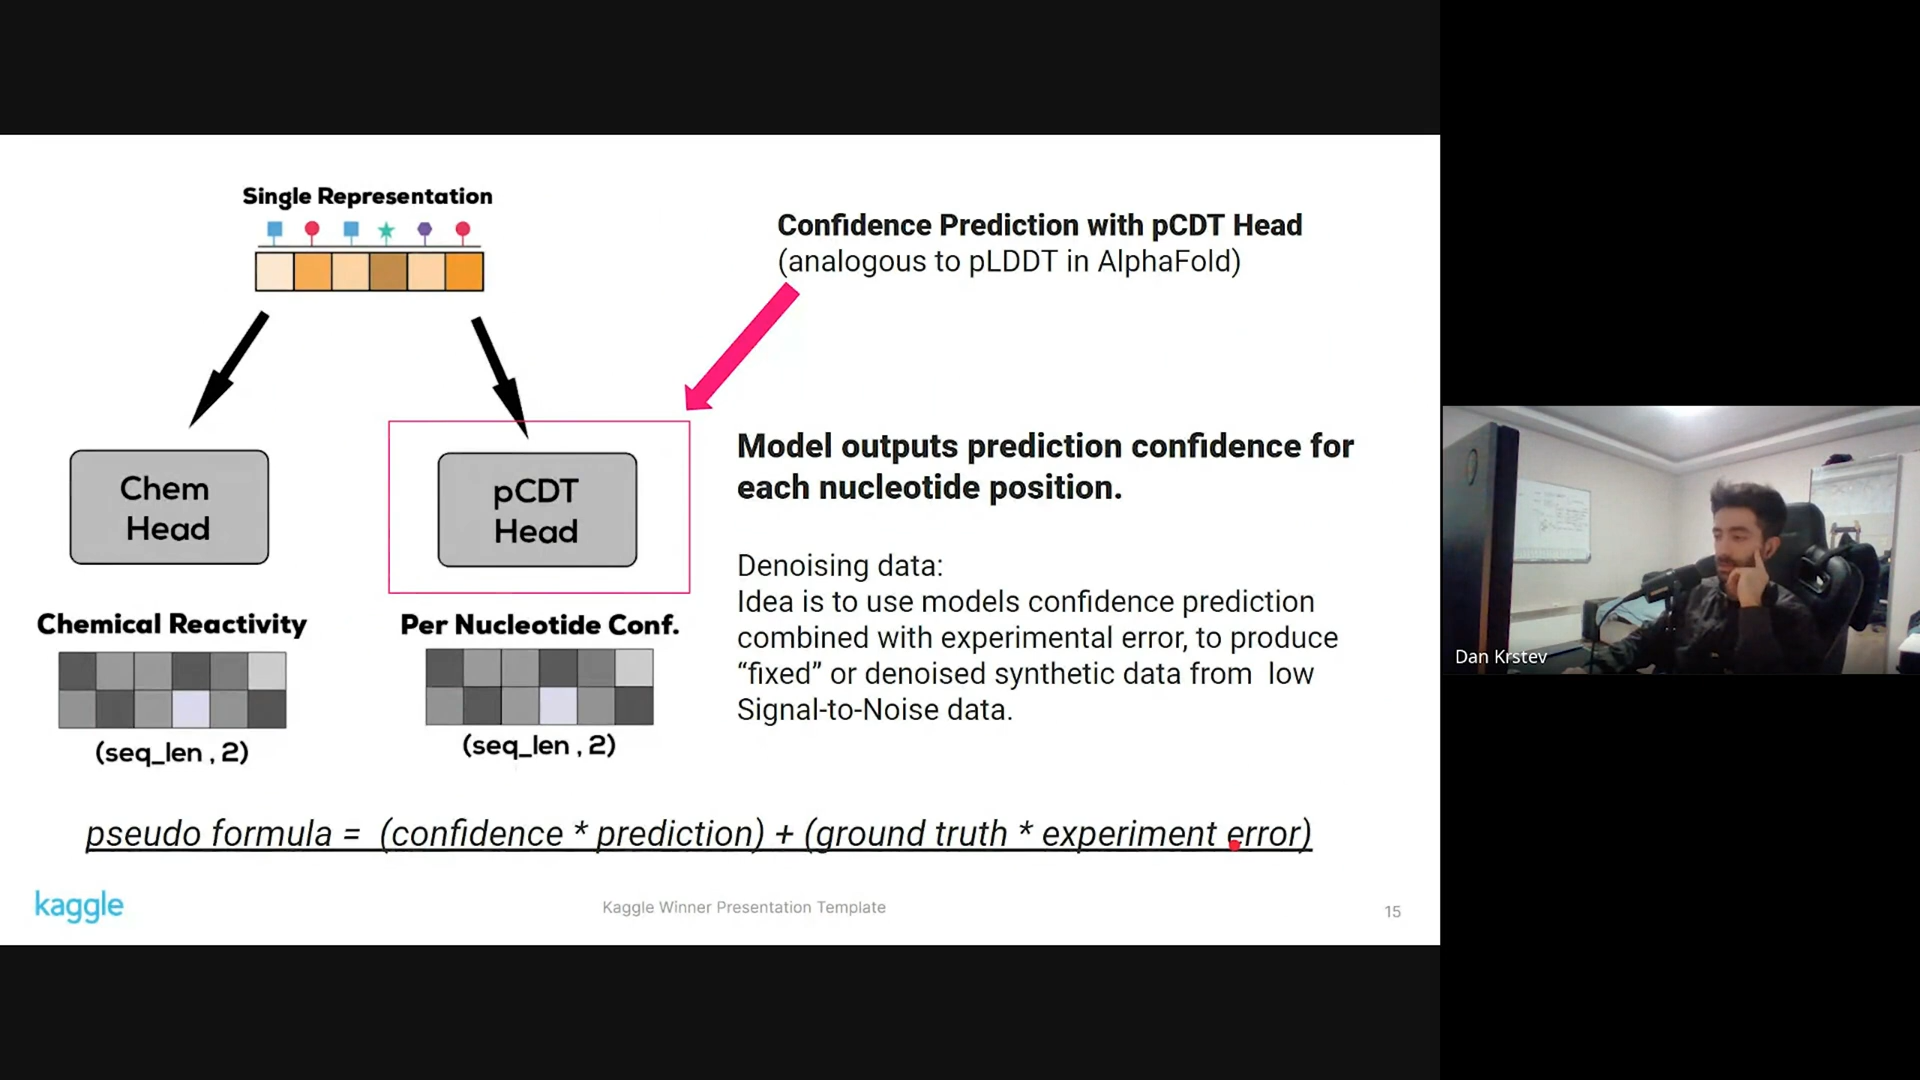 Single Representation
Confidence Prediction with pCDT Head
(analogous to pLDDT in AlphaFold)
Chem
Head
pCDT
Head
Model outputs prediction confidence for
each nucleotide position.
Denoising data:
Idea is to use models confidence prediction
combined with experimental error, to produce
“fixed” or denoised synthetic data from  low
Signal-to-Noise data.
Chemical Reactivity
Per Nucleotide Conf.
(seq_len , 2)
(seq_len , 2)
pseudo formula =  (confidence * prediction) + (ground truth * experiment error)
kaggle
Kaggle Winner Presentation Template
15
Dan Krstev